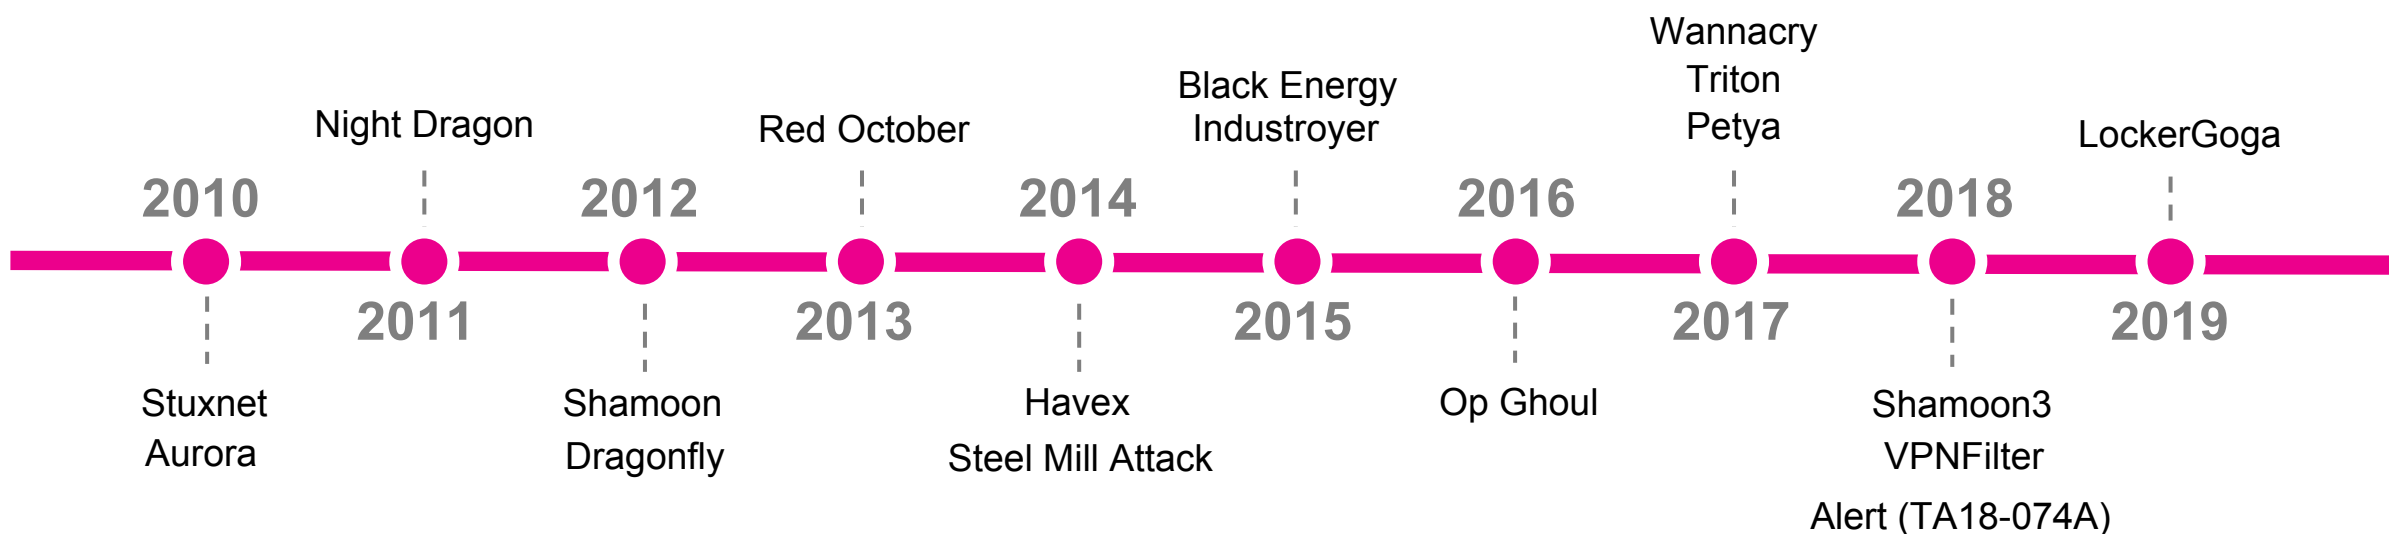 2010
Stuxnet
Aurora
Night Dragon
2011
2012
Shamoon
Dragonfly
Red October
2013
2014
Havex
Steel Mill Attack
Black Energy
Industroyer
2015
2016
Op Ghoul
Wannacry
Triton
Petya
2017
2018
Shamoon3
VPNFilter
Alert (TA18-074A)
LockerGoga
2019